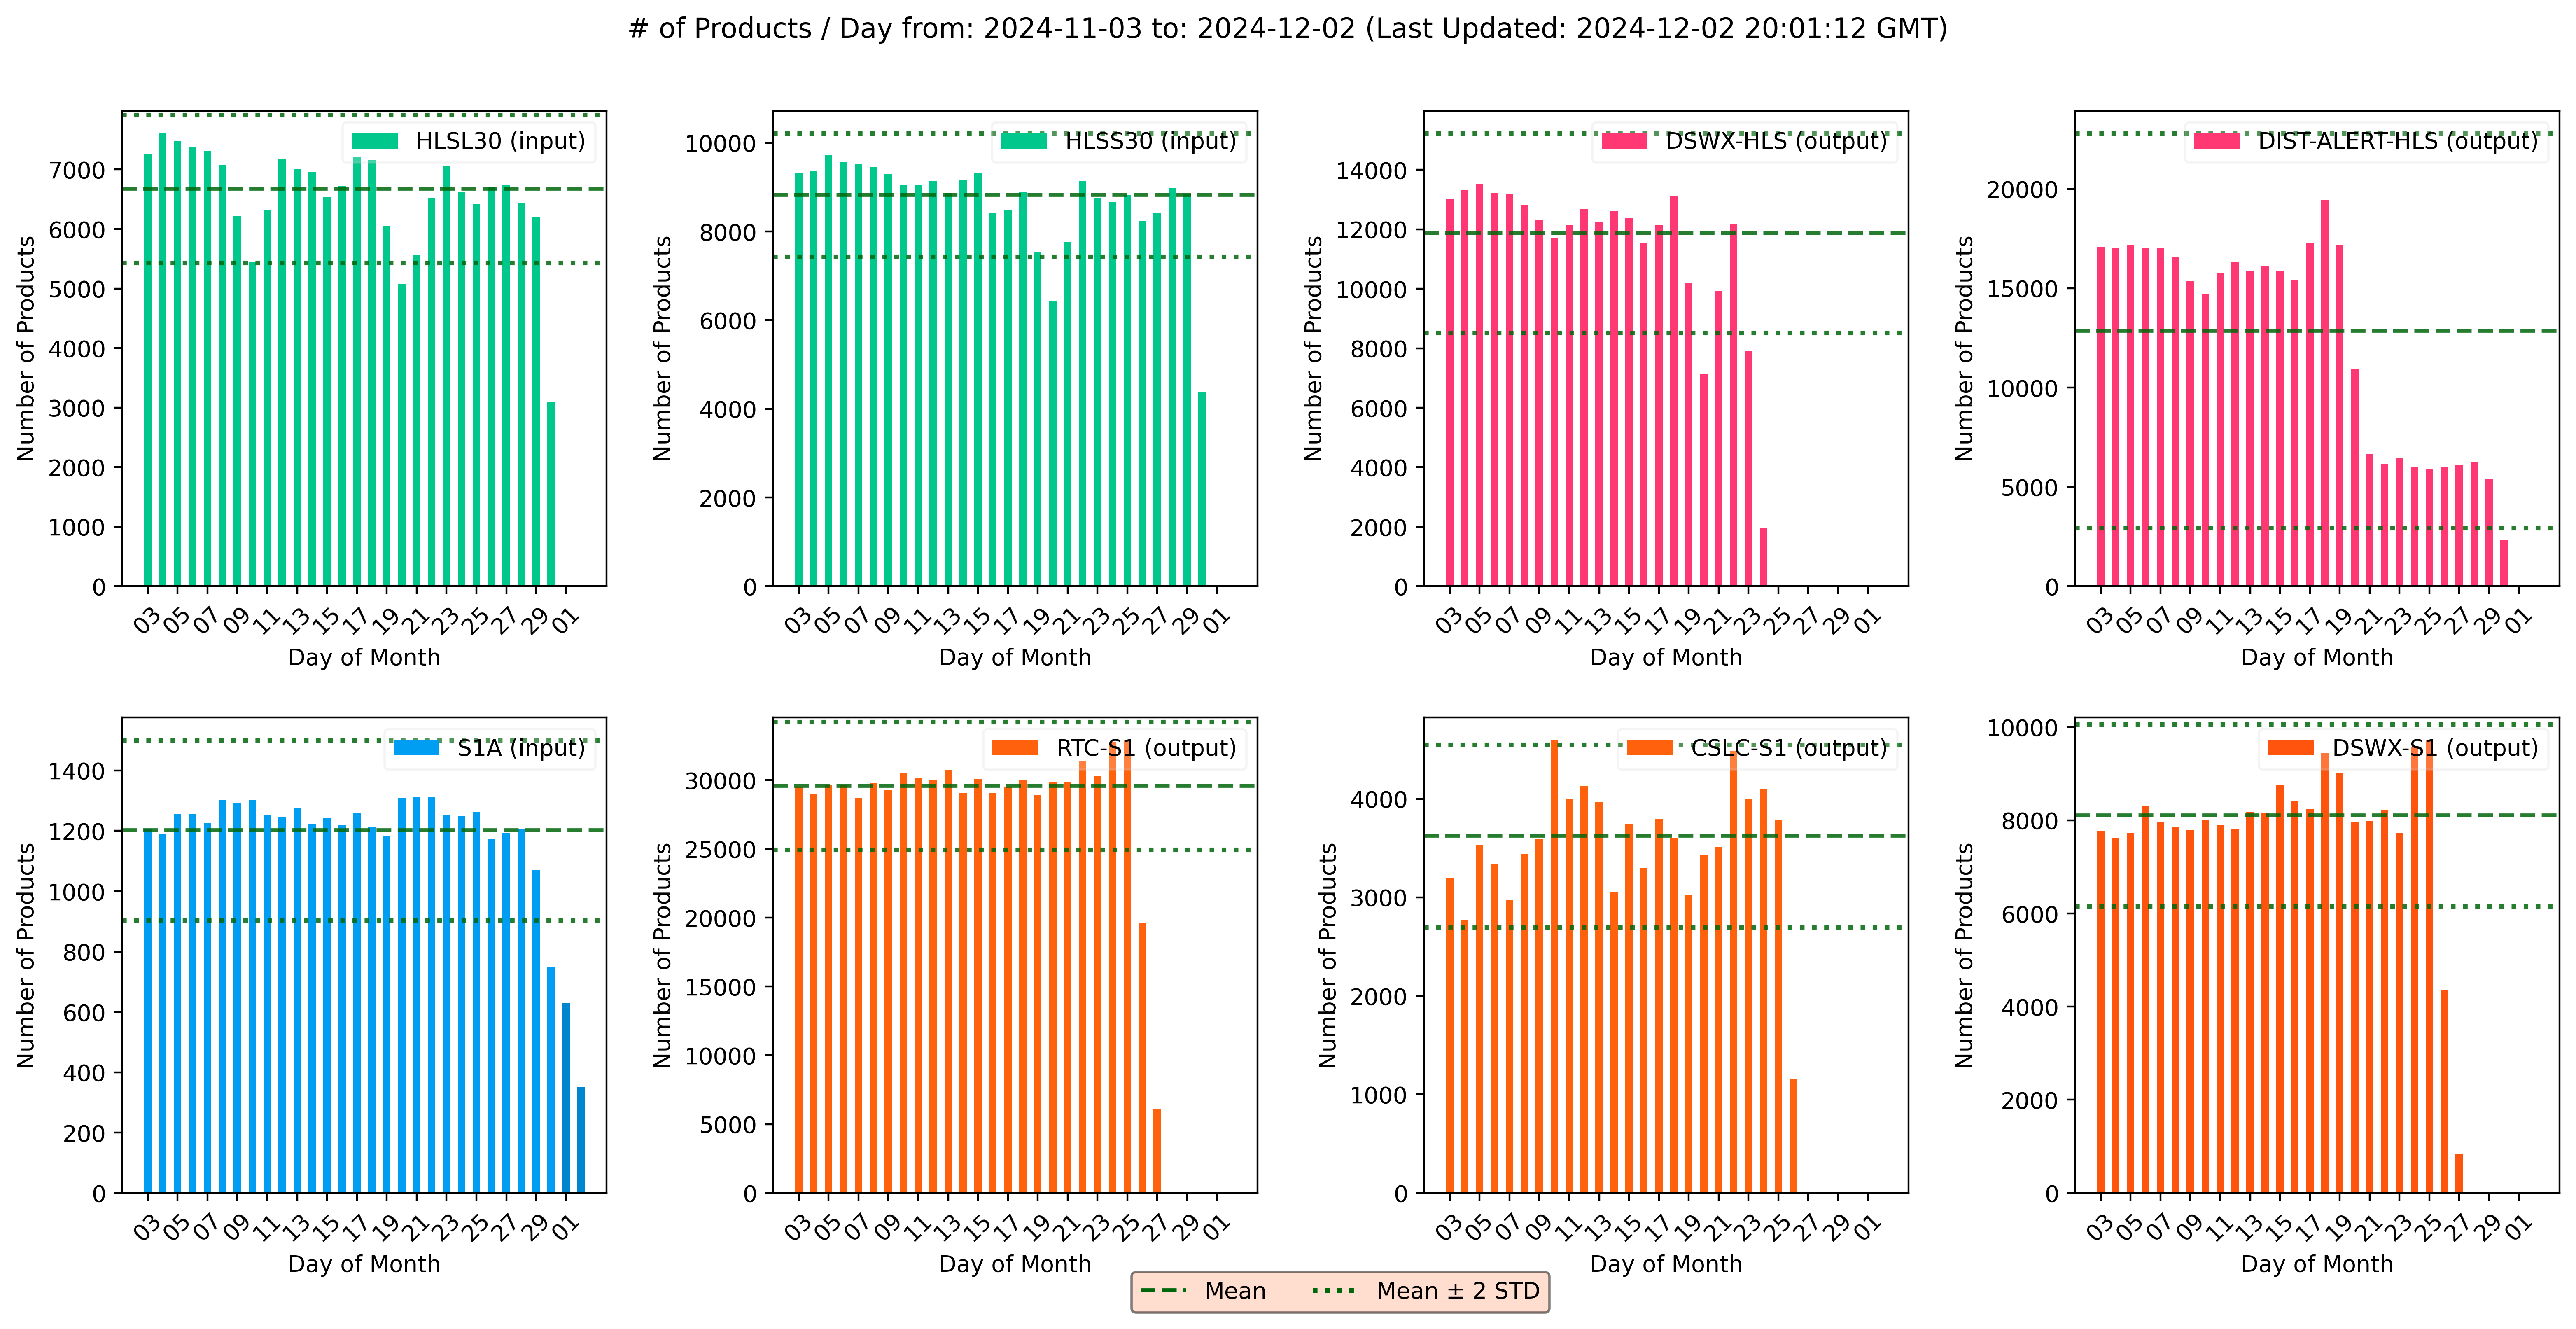 # of Products / Day from: 2024-11-03 to: 2024-12-02 (Last Updated: 2024-12-02 20:01:12 GMT)
HLSL30 (input)
Number of Products
7000
6000
5000
4000
3000
2000
1000
0
03 05 07 09 11 13 15 17 19 21 23 25 27 29 01
Day of Month
HLSS30 (input)
Number of Products
10000
8000
6000
4000
2000
0
03 05 07 09 11 13 15 17 19 21 23 25 27 29 01
Day of Month
DSWX-HLS (output)
Number of Products
14000
12000
10000
8000
6000
4000
2000
0
03 05 07 09 11 13 15 17 19 21 23 25 27 29 01
Day of Month
DIST-ALERT-HLS (output)
Number of Products
20000
15000
10000
5000
0
03 05 07 09 11 13 15 17 19 21 23 25 27 29 01
Day of Month
S1A (input)
Number of Products
1400
1200
1000
800
600
400
200
0
03 05 07 09 11 13 15 17 19 21 23 25 27 29 01
Day of Month
RTC-S1 (output)
Number of Products
30000
25000
20000
15000
10000
5000
0
03 05 07 09 11 13 15 17 19 21 23 25 27 29 01
Day of Month
CSLC-S1 (output)
Number of Products
4000
3000
2000
1000
0
03 05 07 09 11 13 15 17 19 21 23 25 27 29 01
Day of Month
DSWX-S1 (output)
Number of Products
10000
8000
6000
4000
2000
0
03 05 07 09 11 13 15 17 19 21 23 25 27 29 01
Day of Month
Mean
Mean ± 2 STD